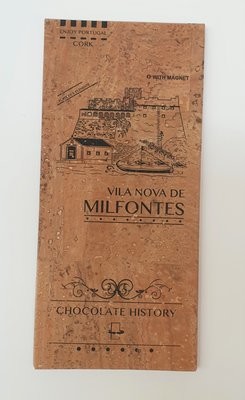 ENJOY PORTUGAL
CORK
WITH MAGNET
VILA NOVA DE
MILFONTES
CHOCOLATE HISTORY